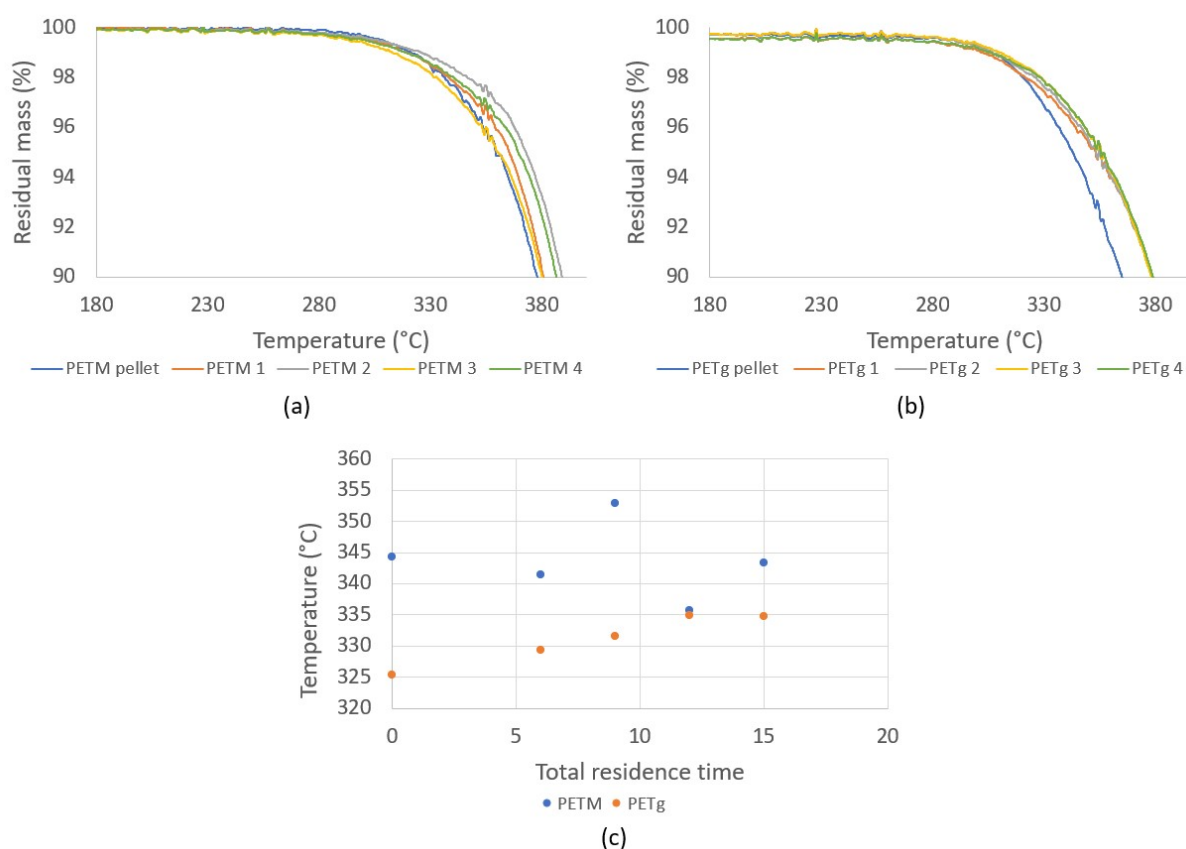 100
98
96
94
92
90
Residual mass (%)
180 230 280 330 380
Temperature (°C)
PETM pellet PETM 1 PETM 2 PETM 3 PETM 4
(a)
100
98
96
94
92
90
Residual mass (%)
180 230 280 330 380
Temperature (°C)
PETg pellet PETg 1 PETg 2 PETg 3 PETg 4
(b)
360
355
350
345
340
335
330
325
320
Temperature (°C)
0 5 10 15 20
Total residence time
PETM PETg
(c)